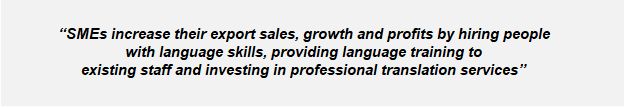 “SMEs increase their export sales, growth and profits by hiring people
with language skills, providing language training to
existing staff and investing in professional translation services”